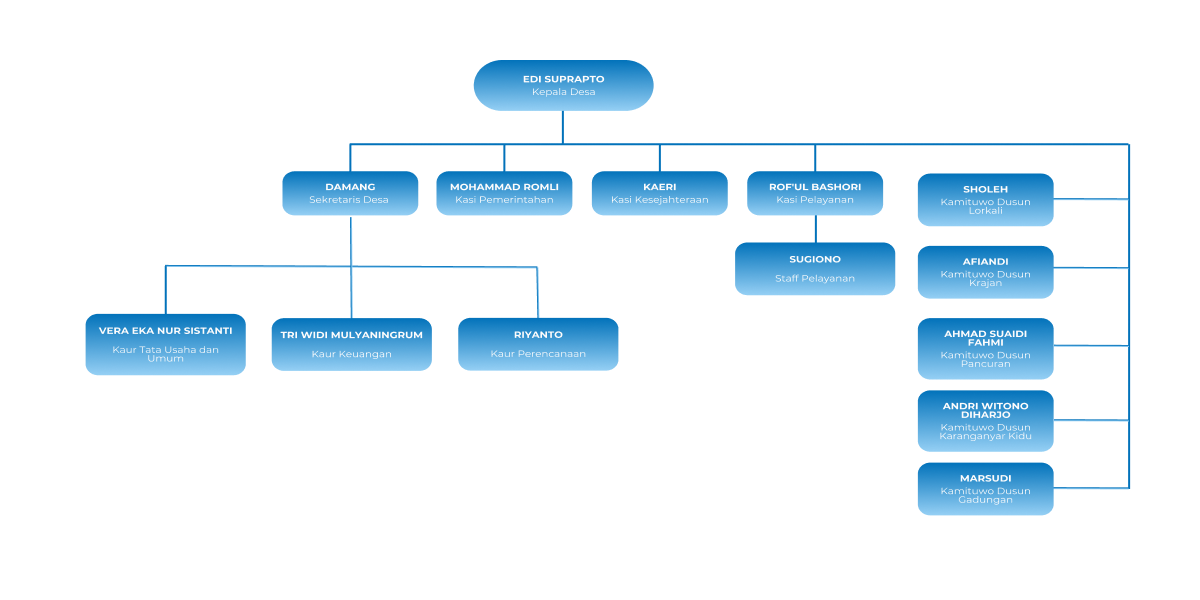 EDI SUPRAPTO
Kepala Desa
DAMANG
Sekretaris Desa
MOHAMMAD ROMLI
Kasi Pemerintahan
KAERI
Kasi Kesejahteraan
ROF'UL BASHORI
Kasi Pelayanan
SUGIONO
Staff Pelayanan
VERA EKA NUR SISTANTI
Kaur Tata Usaha dan
Umum
TRI WIDI MULYANINGRUM
Kaur Keuangan
RIYANTO
Kaur Perencanaan
SHOLEH
Kamituwo Dusun
Lorkali
AFIANDI
Kamituwo Dusun
Krajan
AHMAD SUAIDI
FAHMI
Kamituwo Dusun
Pancuran
ANDRI WITONO
DIHARJO
Kamituwo Dusun
Karanganyar Kidu
MARSUDI
Kamituwo Dusun
Gadungan